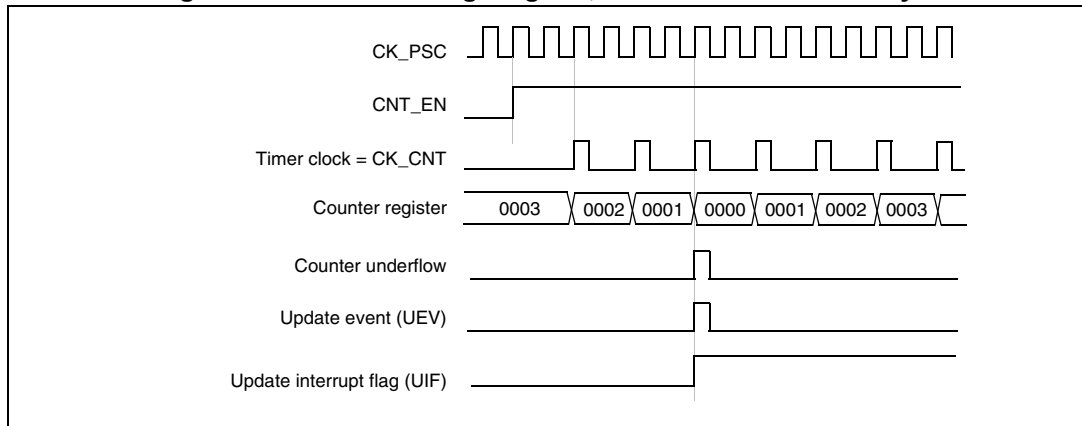 CK_PSC
CNT_EN
Timer clock = CK_CNT
Counter register 0003 0002 0001 0000 0001 0002 0003
Counter underflow
Update event (UEV)
Update interrupt flag (UIF)